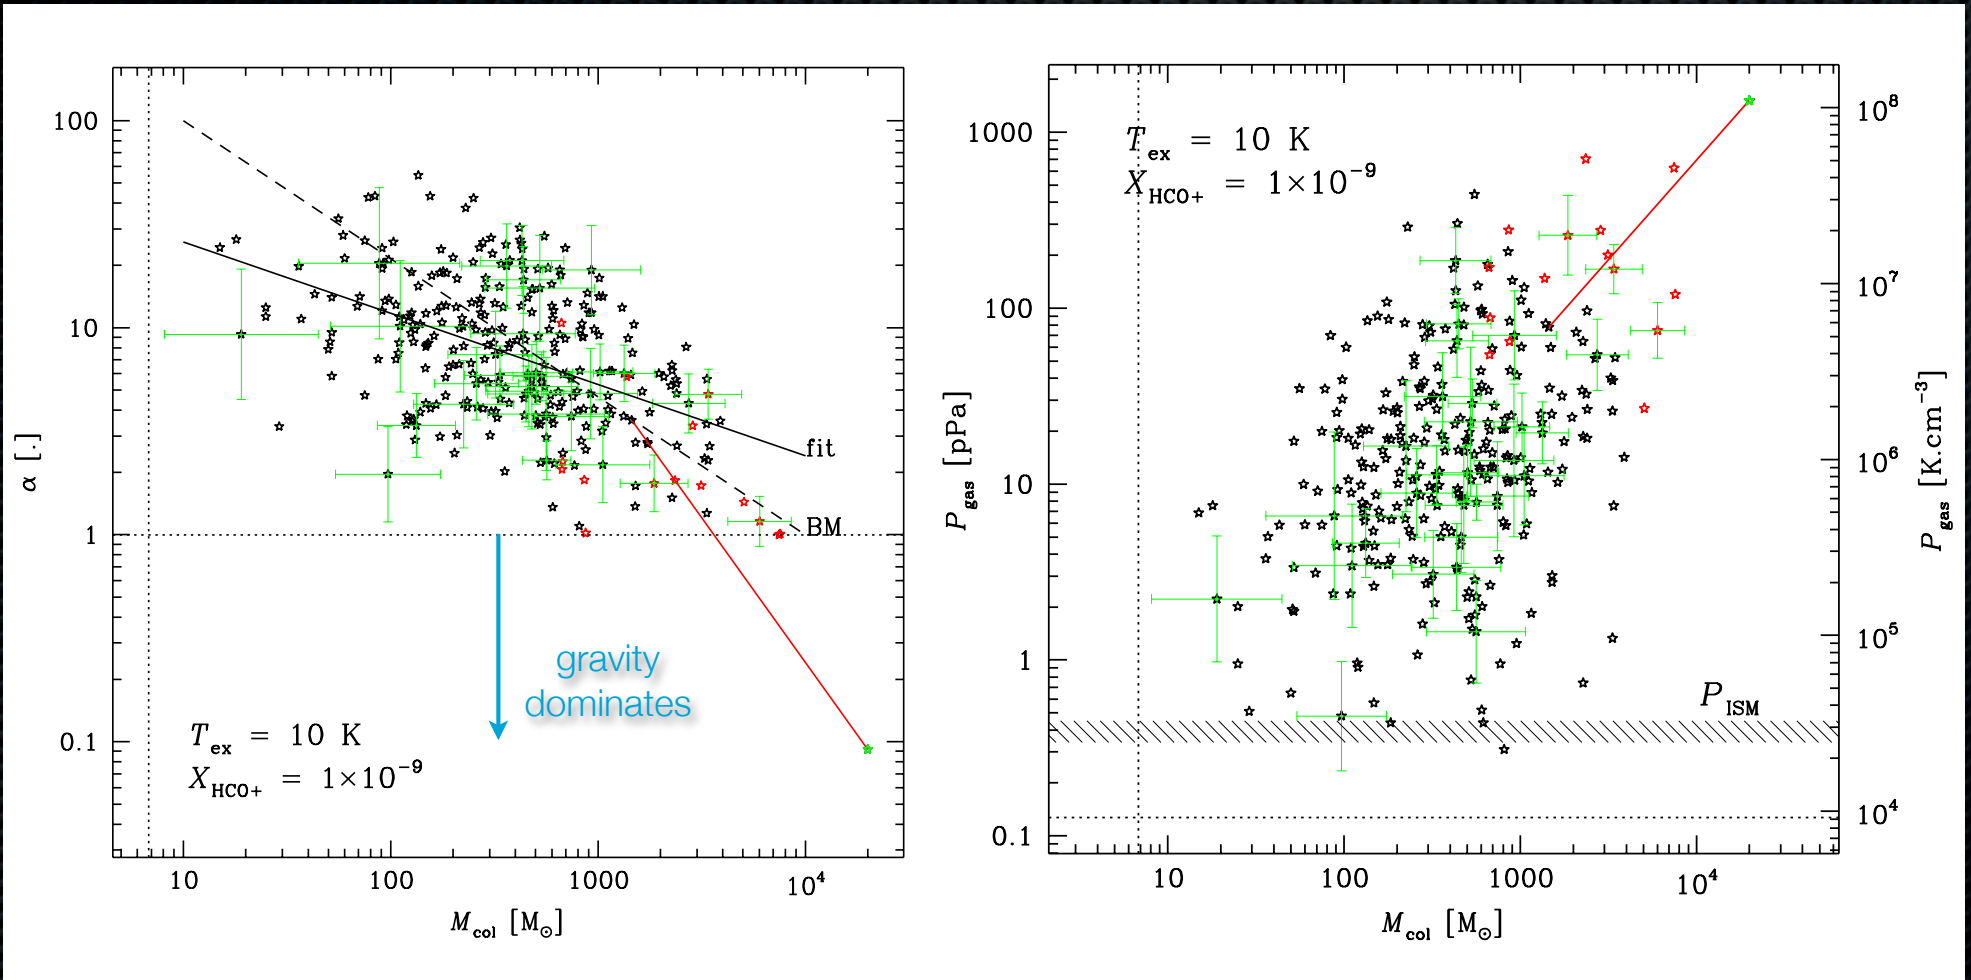 100
10
1
0.1
α [.]
fit
BM
gravity
dominates
T_ex = 10 K
X_HCO+ = 1×10^−9
10
100
1000
10^4
M_col [M_⊙]
1000
100
10
1
0.1
P_gas [pPa]
T_ex = 10 K
X_HCO+ = 1×10^−9
P_ISM
10^8
10^7
10^6
10^5
10^4
P_gas [K.cm^−3]
10
100
1000
10^4
M_col [M_⊙]